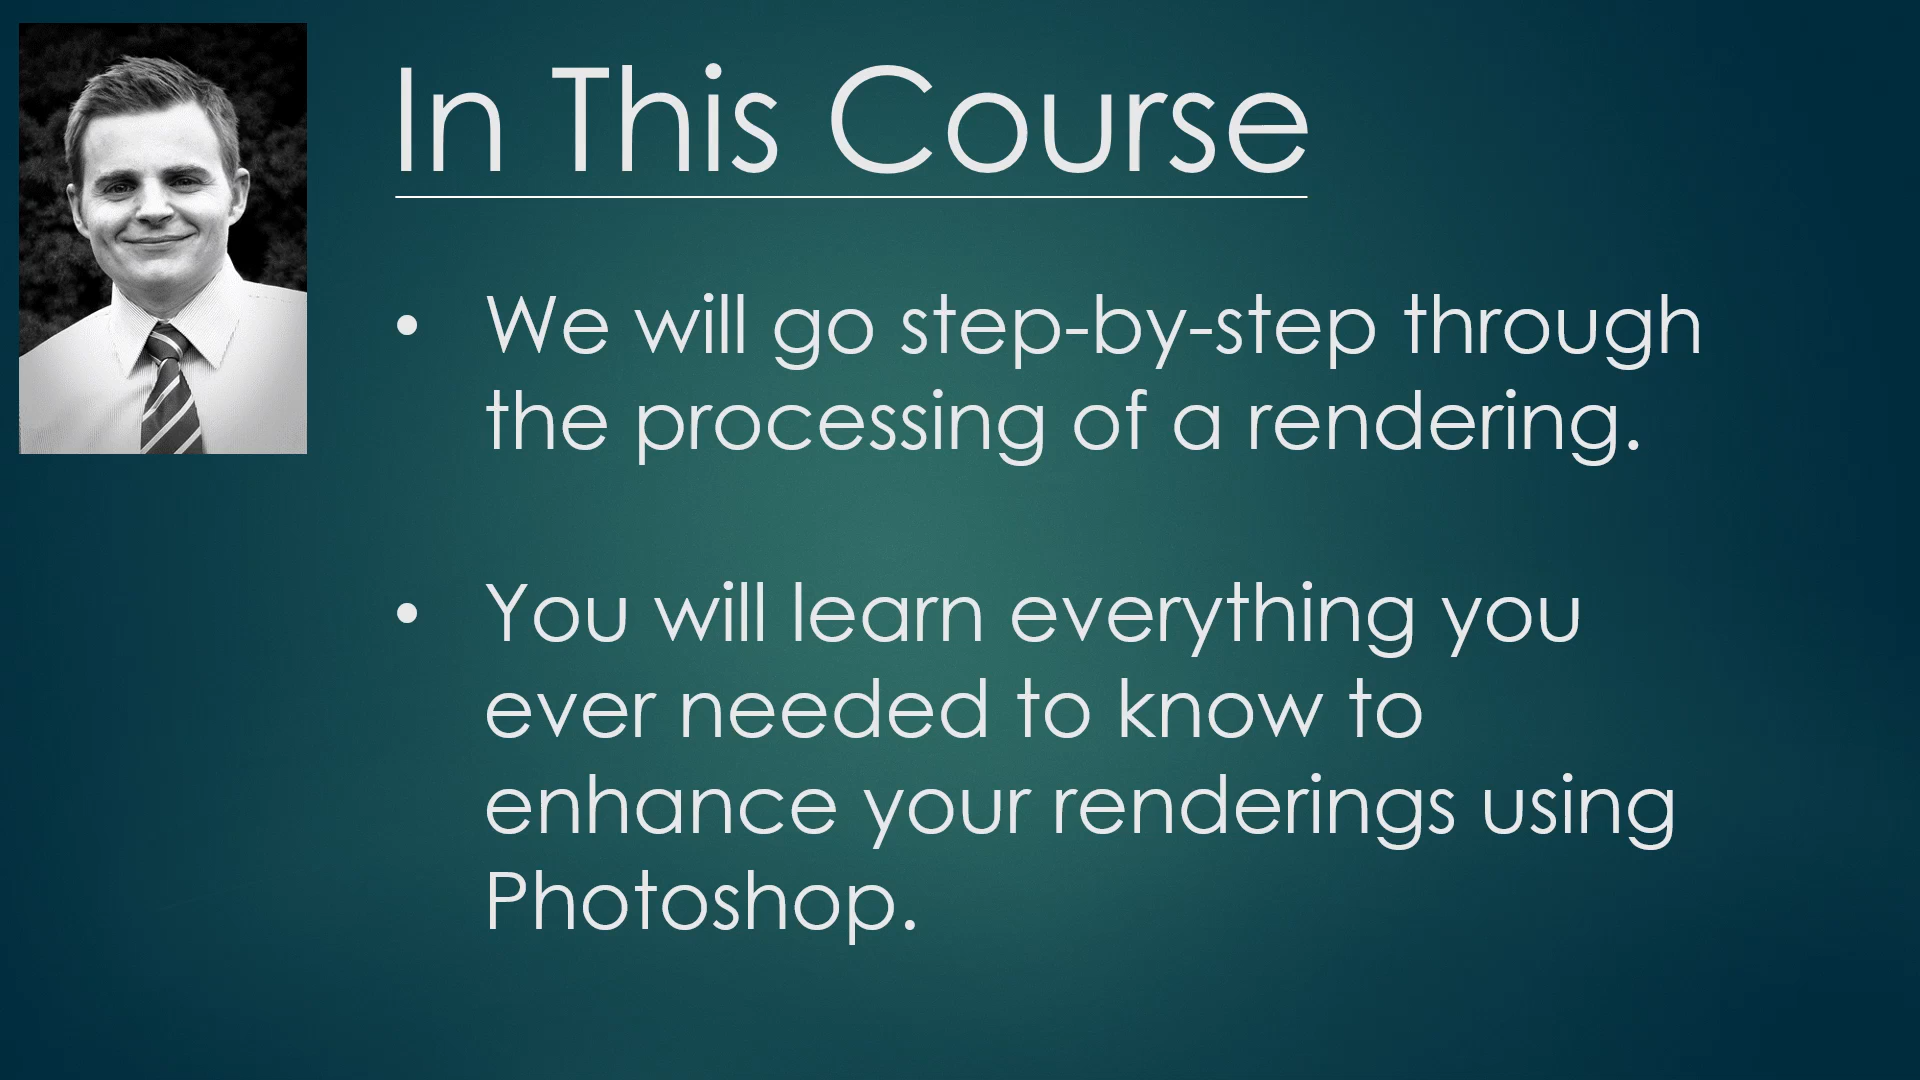 In This Course
• We will go step-by-step through
the processing of a rendering.
• You will learn everything you
ever needed to know to
enhance your renderings using
Photoshop.